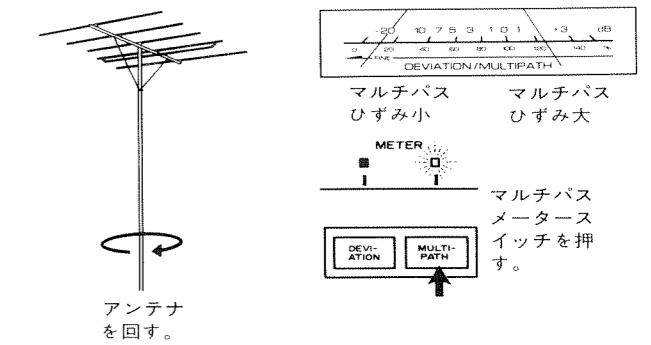 -20 10 7 5 3 1 0 1 +3 dB
0 20 40 60 80 100 120 140 %
FINE
DEVIATION/MULTIPATH
マルチパス
ひずみ小
マルチパス
ひずみ大
METER
DEVI-
ATION
MULTI-
PATH
マルチパス
メータース
イッチを押
す。
アンテナ
を回す。